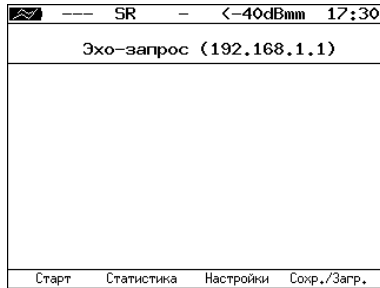 --- SR - <-40dBmm 17:30
Эхо-запрос (192.168.1.1)
Старт Статистика Настройки Сохр./Загр.